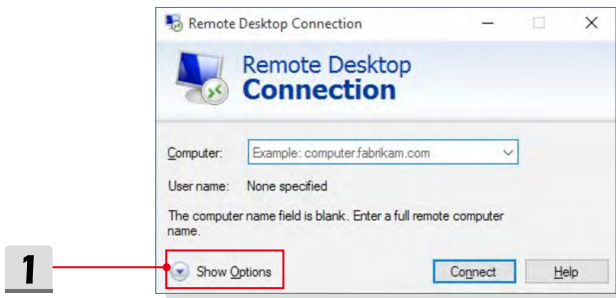 Remote Desktop Connection
Remote Desktop
Connection
Computer: Example: computer.fabrikam.com
User name: None specified
The computer name field is blank. Enter a full remote computer
name.
1
Show Options Connect Help